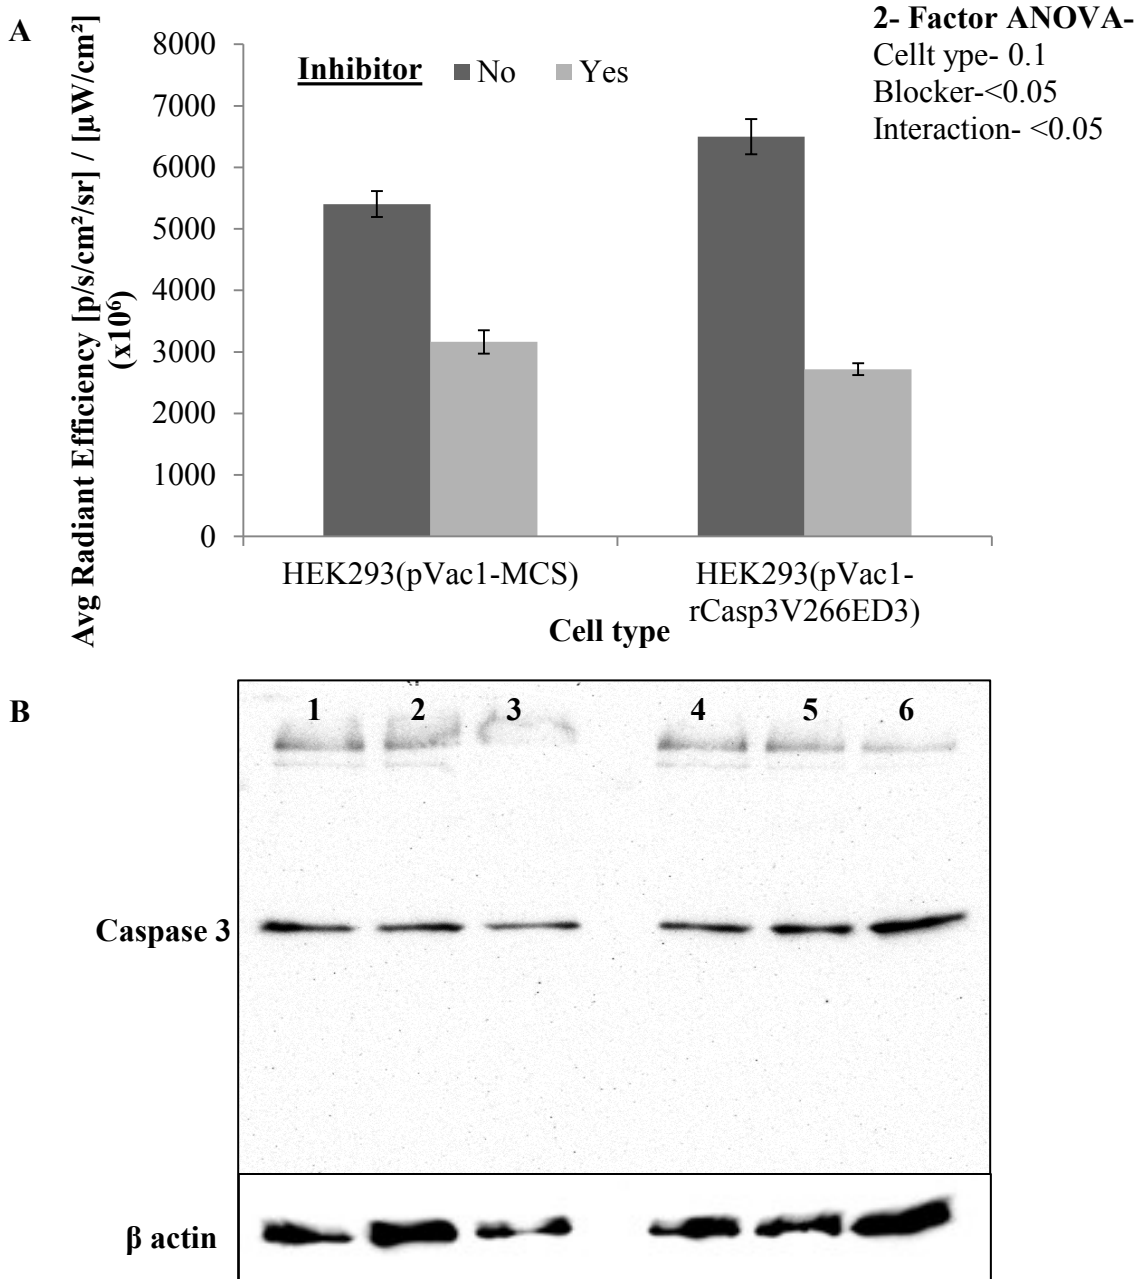 A
2- Factor ANOVA-
Cellt ype- 0.1
Blocker-<0.05
Interaction- <0.05
Inhibitor No Yes
Avg Radiant Efficiency [p/s/cm²/sr] / [µW/cm²]
(x10⁶)
8000
7000
6000
5000
4000
3000
2000
1000
0
HEK293(pVac1-MCS)
HEK293(pVac1-
rCasp3V266ED3)
Cell type
B
1 2 3 4 5 6
Caspase 3
β actin